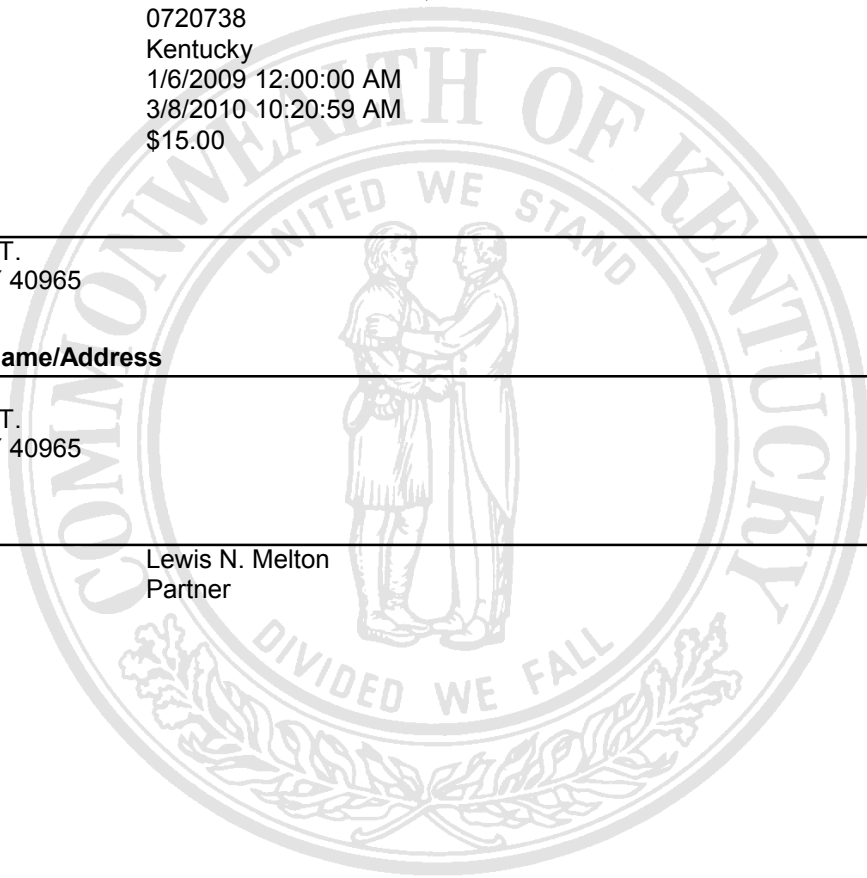 0720738
Kentucky
1/6/2009 12:00:00 AM
3/8/2010 10:20:59 AM
$15.00
T.
40965
ame/Address
T.
40965
Lewis N. Melton
Partner
COMMONWEALTH OF KENTUCKY
UNITED WE STAND
DIVIDED WE FALL